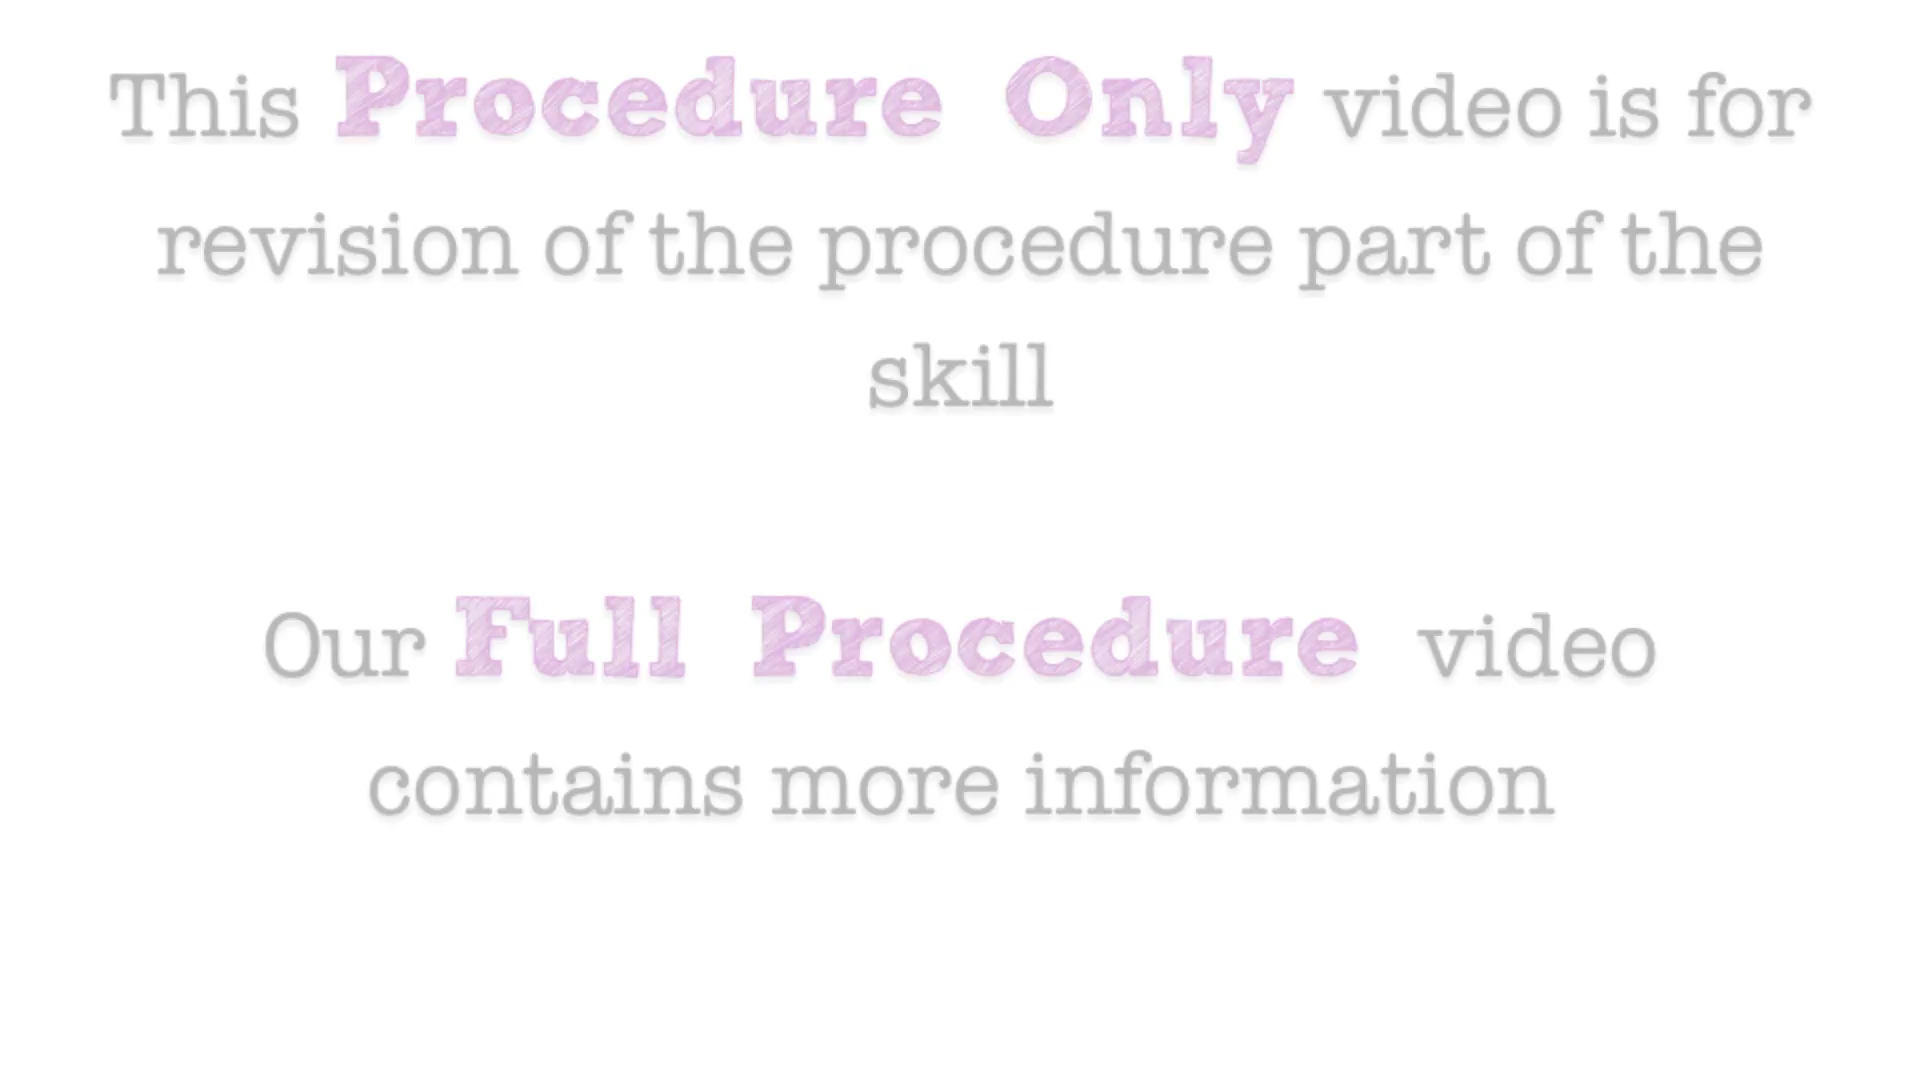 This Procedure Only video is for
revision of the procedure part of the
skill
Our Full Procedure video
contains more information